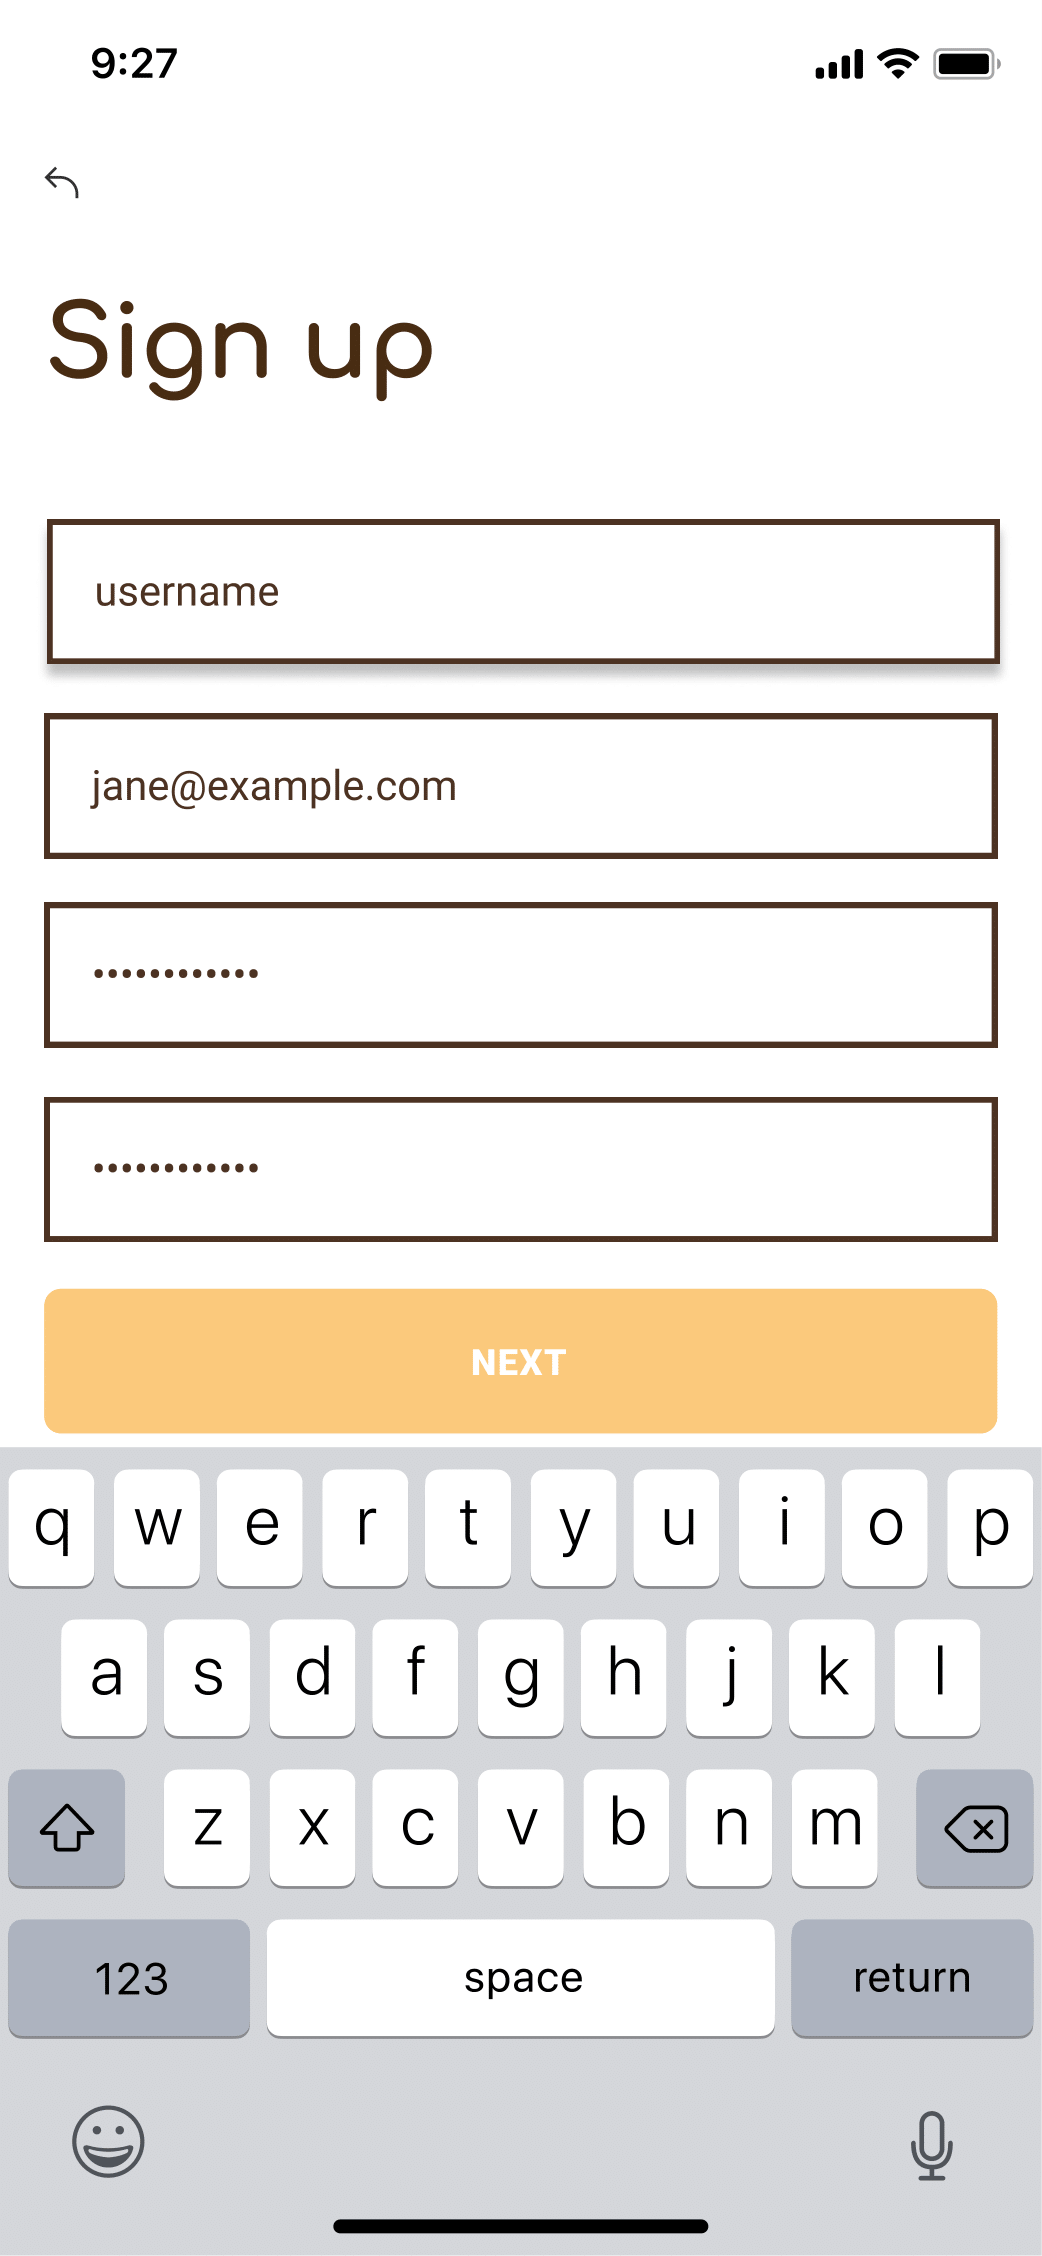 9:27
Sign up
username
jane@example.com
••••••••••••
••••••••••••
NEXT
q w e r t y u i o p
a s d f g h j k l
z x c v b n m
123 space return